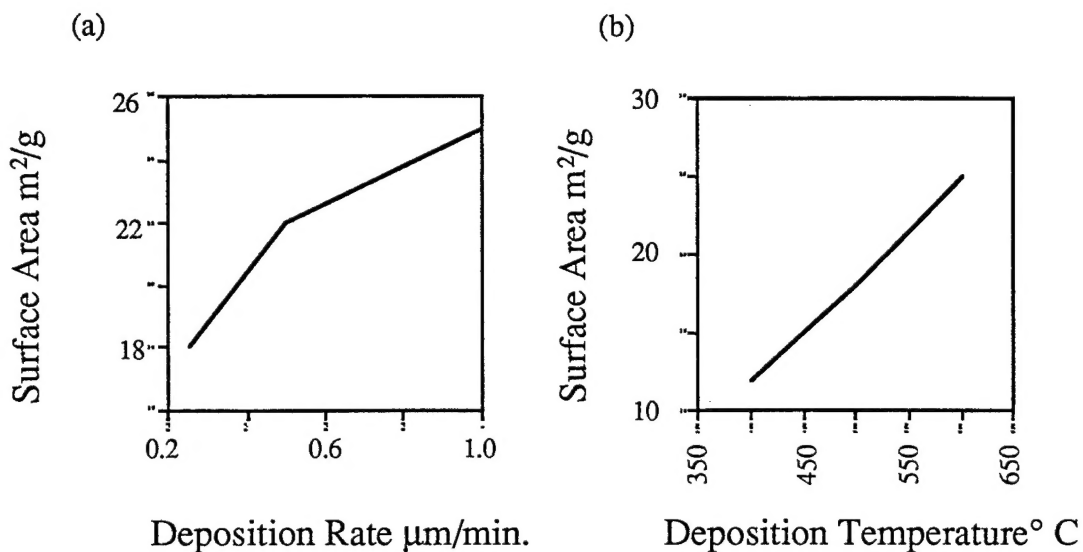 (a)
Surface Area m²/g
26
22
18
0.2 0.6 1.0
Deposition Rate μm/min.
(b)
Surface Area m²/g
30
20
10
350 450 550 650
Deposition Temperature° C